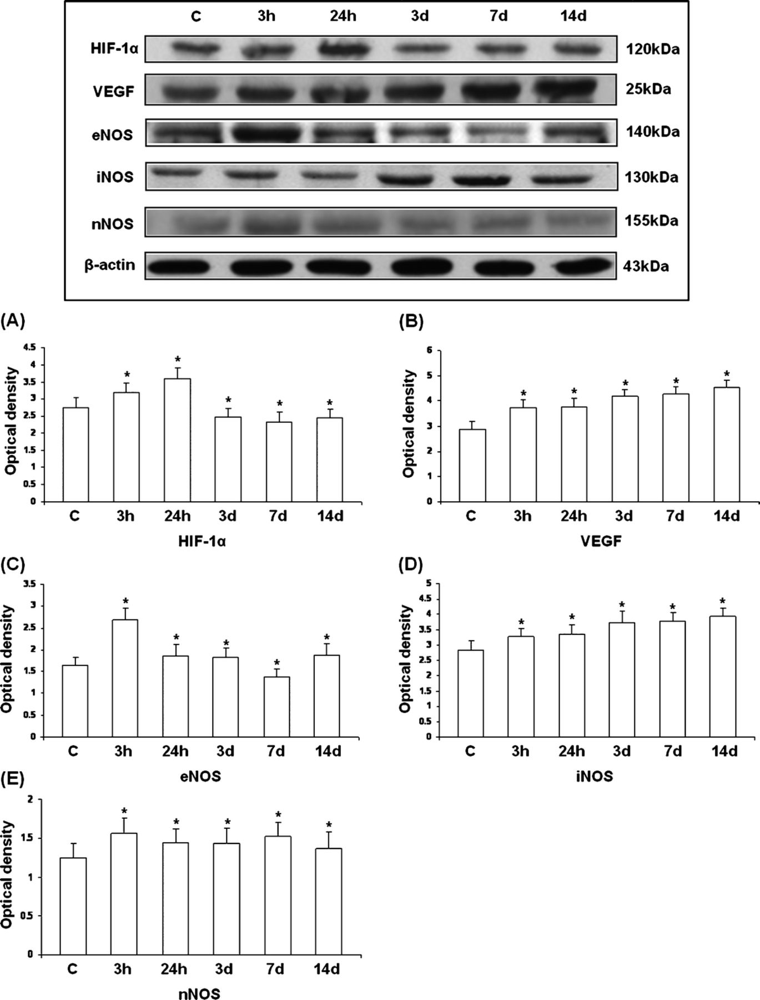 C 3h 24h 3d 7d 14d
HIF-1α 120kDa
VEGF 25kDa
eNOS 140kDa
iNOS 130kDa
nNOS 155kDa
β-actin 43kDa
(A)
Optical density
4.5
4
3.5
3
2.5
2
1.5
1
0.5
0
* * * * *
C 3h 24h 3d 7d 14d
HIF-1α
(B)
Optical density
6
5
4
3
2
1
0
* * * * *
C 3h 24h 3d 7d 14d
VEGF
(C)
Optical density
3.5
3
2.5
2
1.5
1
0.5
0
* * * * *
C 3h 24h 3d 7d 14d
eNOS
(D)
Optical density
5
4.5
4
3.5
3
2.5
2
1.5
1
0.5
0
* * * * *
C 3h 24h 3d 7d 14d
iNOS
(E)
Optical density
2
1.5
1
0.5
0
* * * * *
C 3h 24h 3d 7d 14d
nNOS